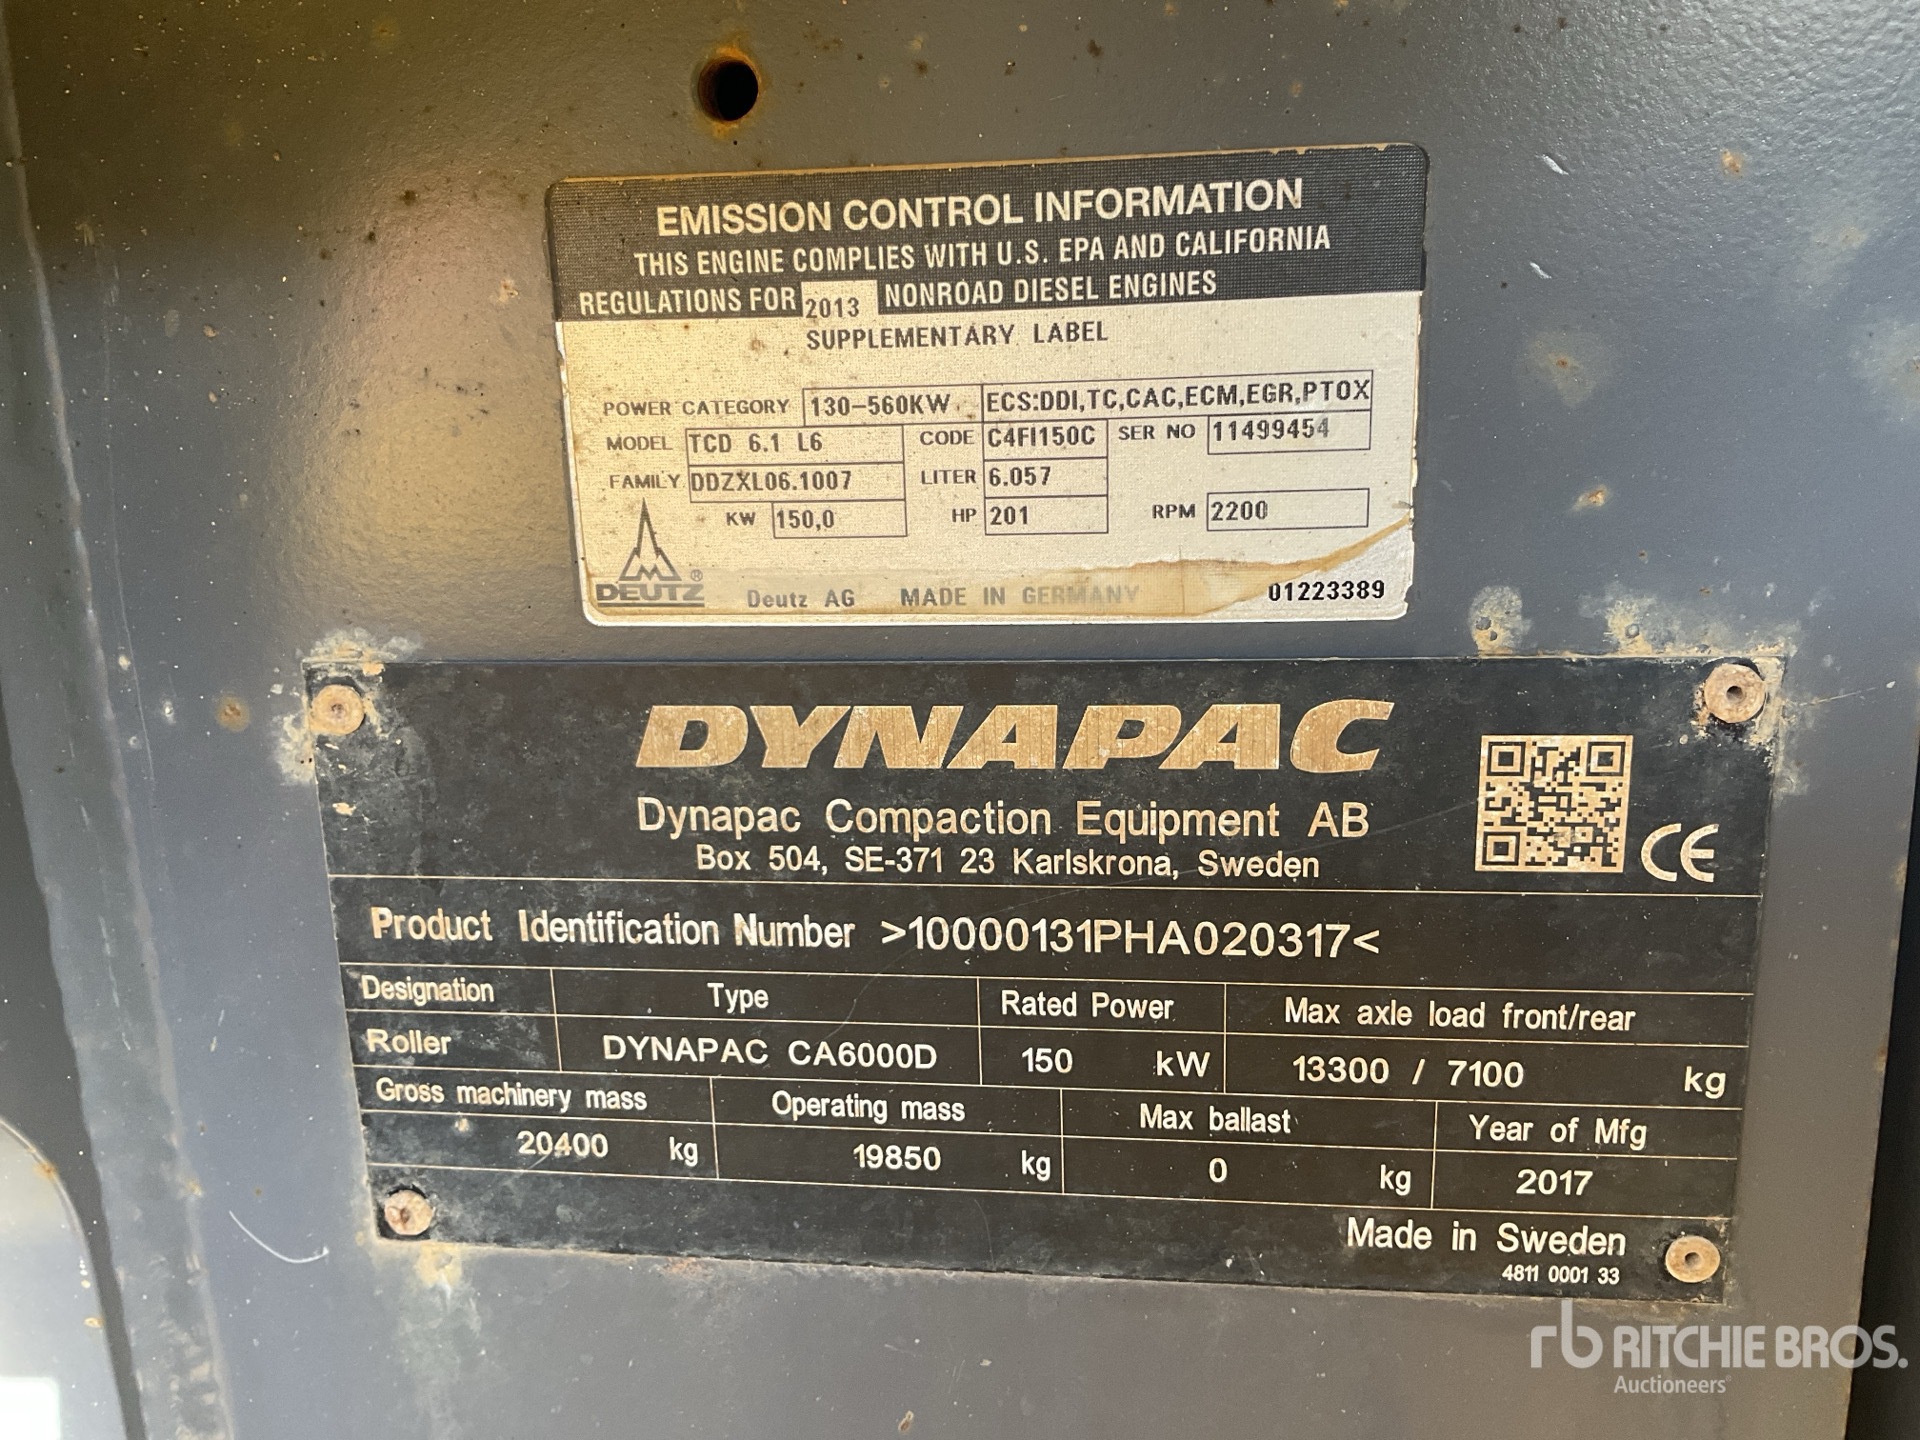 EMISSION CONTROL INFORMATION
THIS ENGINE COMPLIES WITH U.S. EPA AND CALIFORNIA
REGULATIONS FOR 2013 NONROAD DIESEL ENGINES
SUPPLEMENTARY LABEL
POWER CATEGORY 130-560KW ECS:DDI,TC,CAC,ECM,EGR,PTOX
MODEL TCD 6.1 L6 CODE C4FI150C SER NO 11499454
FAMILY DDZXL06.1007 LITER 6.057
KW 150,0 HP 201 RPM 2200
DEUTZ ® Deutz AG MADE IN GERMANY 01223389
DYNAPAC
Dynapac Compaction Equipment AB
Box 504, SE-371 23 Karlskrona, Sweden
CE
Product Identification Number >10000131PHA020317<
Designation Type Rated Power Max axle load front/rear
Roller DYNAPAC CA6000D 150 kW 13300 / 7100 kg
Gross machinery mass Operating mass Max ballast Year of Mfg
20400 kg 19850 kg 0 kg 2017
Made in Sweden
4811 0001 33
rb RITCHIE BROS.
Auctioneers